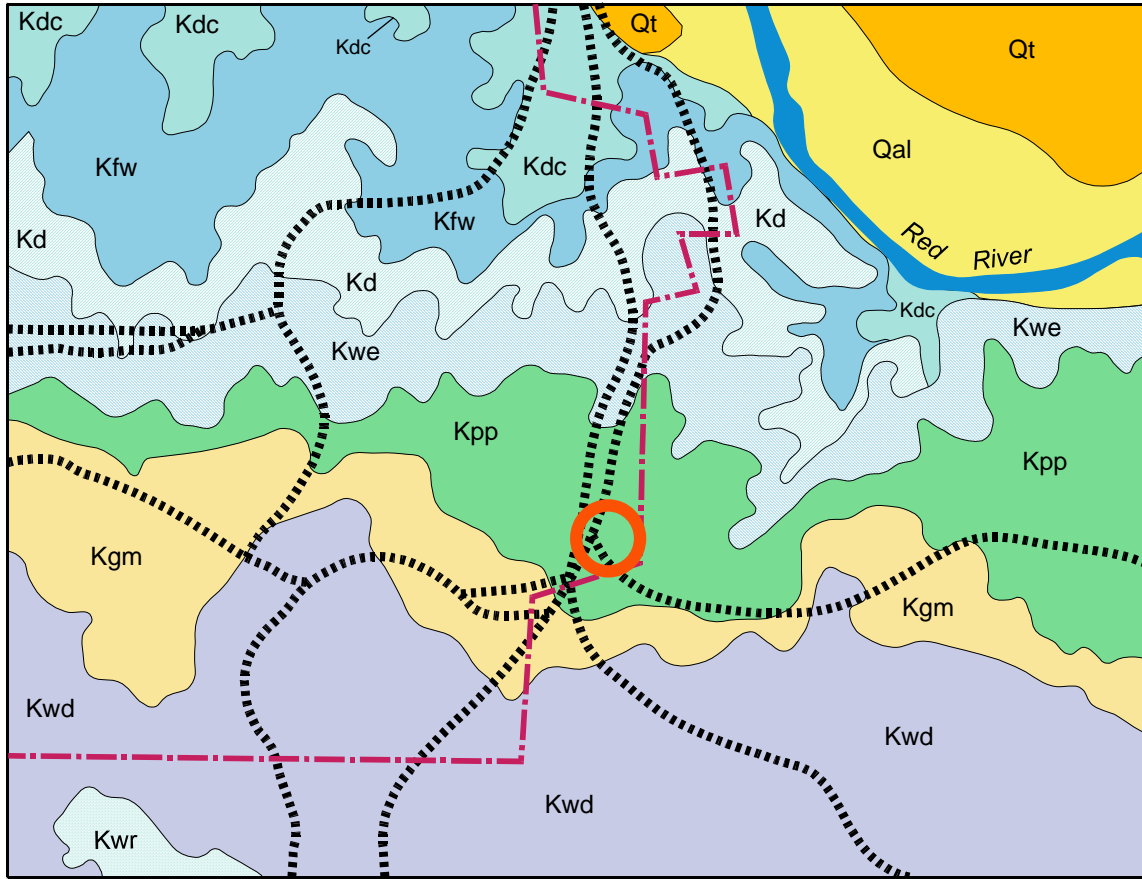 Kdc
Kdc
Kdc
Qt
Qt
Qal
Kfw
Kdc
Kfw
Kd
Kd
Kd
Red
River
Kdc
Kwe
Kwe
Kpp
Kpp
Kgm
Kgm
Kwd
Kwd
Kwd
Kwr